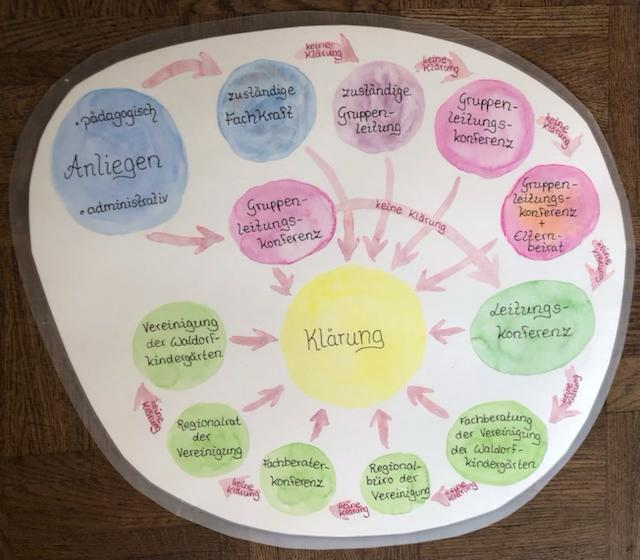 • pädagogisch
Anliegen
• administrativ
zuständige
Fachkraft
keine
Klärung
zuständige
Gruppen-
leitung
keine
Klärung
Gruppen-
leitungs-
konferenz
keine
Klärung
Gruppen-
leitungs-
konferenz
+
Eltern-
beirat
keine
Klärung
Gruppen-
leitungs-
konferenz
keine Klärung
Leitungs-
konferenz
keine
Klärung
Fachberatung
der Vereinigung
der Waldorf-
kindergärten
keine
Klärung
Regional-
büro der
Vereinigung
keine
Klärung
Fachberater-
konferenz
keine
Klärung
Regionalrat
der
Vereinigung
keine
Klärung
Vereinigung
der Waldorf-
kindergärten
Klärung